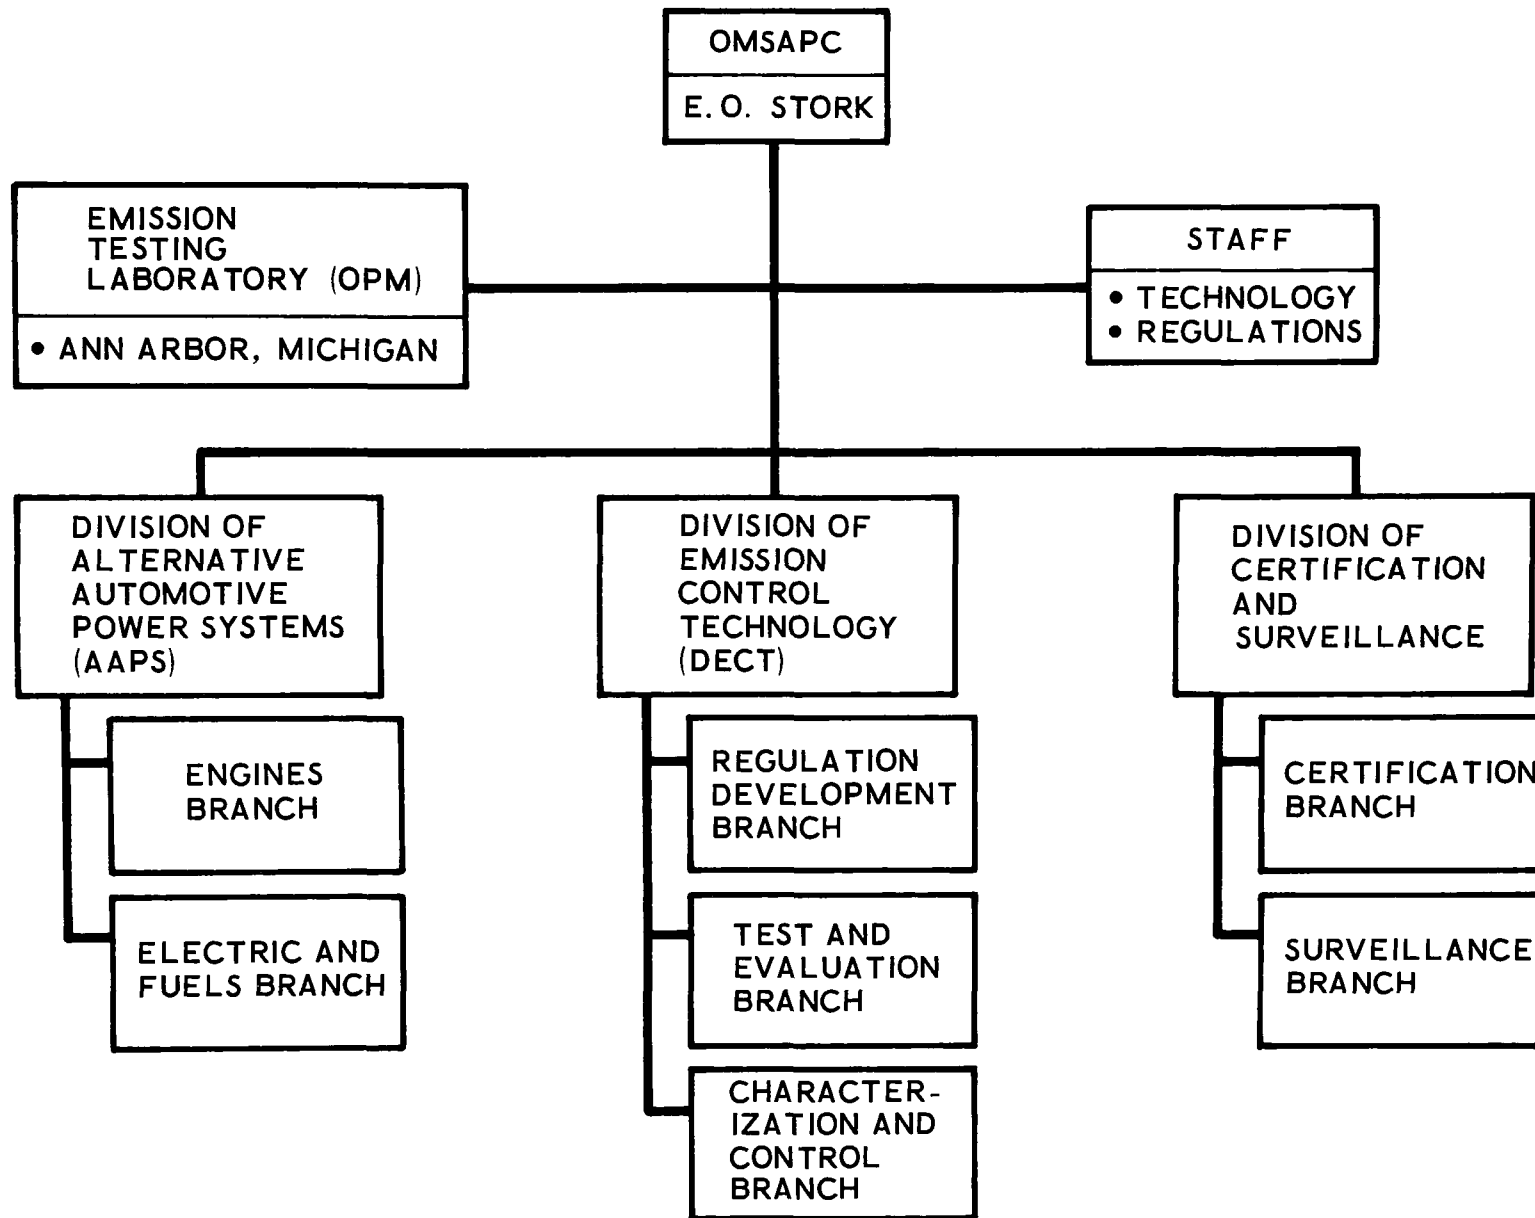 OMSAPC
E.O. STORK
EMISSION
TESTING
LABORATORY (OPM)
• ANN ARBOR, MICHIGAN
STAFF
• TECHNOLOGY
• REGULATIONS
DIVISION OF
ALTERNATIVE
AUTOMOTIVE
POWER SYSTEMS
(AAPS)
ENGINES
BRANCH
ELECTRIC AND
FUELS BRANCH
DIVISION OF
EMISSION
CONTROL
TECHNOLOGY
(DECT)
REGULATION
DEVELOPMENT
BRANCH
TEST AND
EVALUATION
BRANCH
CHARACTER-
IZATION AND
CONTROL
BRANCH
DIVISION OF
CERTIFICATION
AND
SURVEILLANCE
CERTIFICATION
BRANCH
SURVEILLANCE
BRANCH